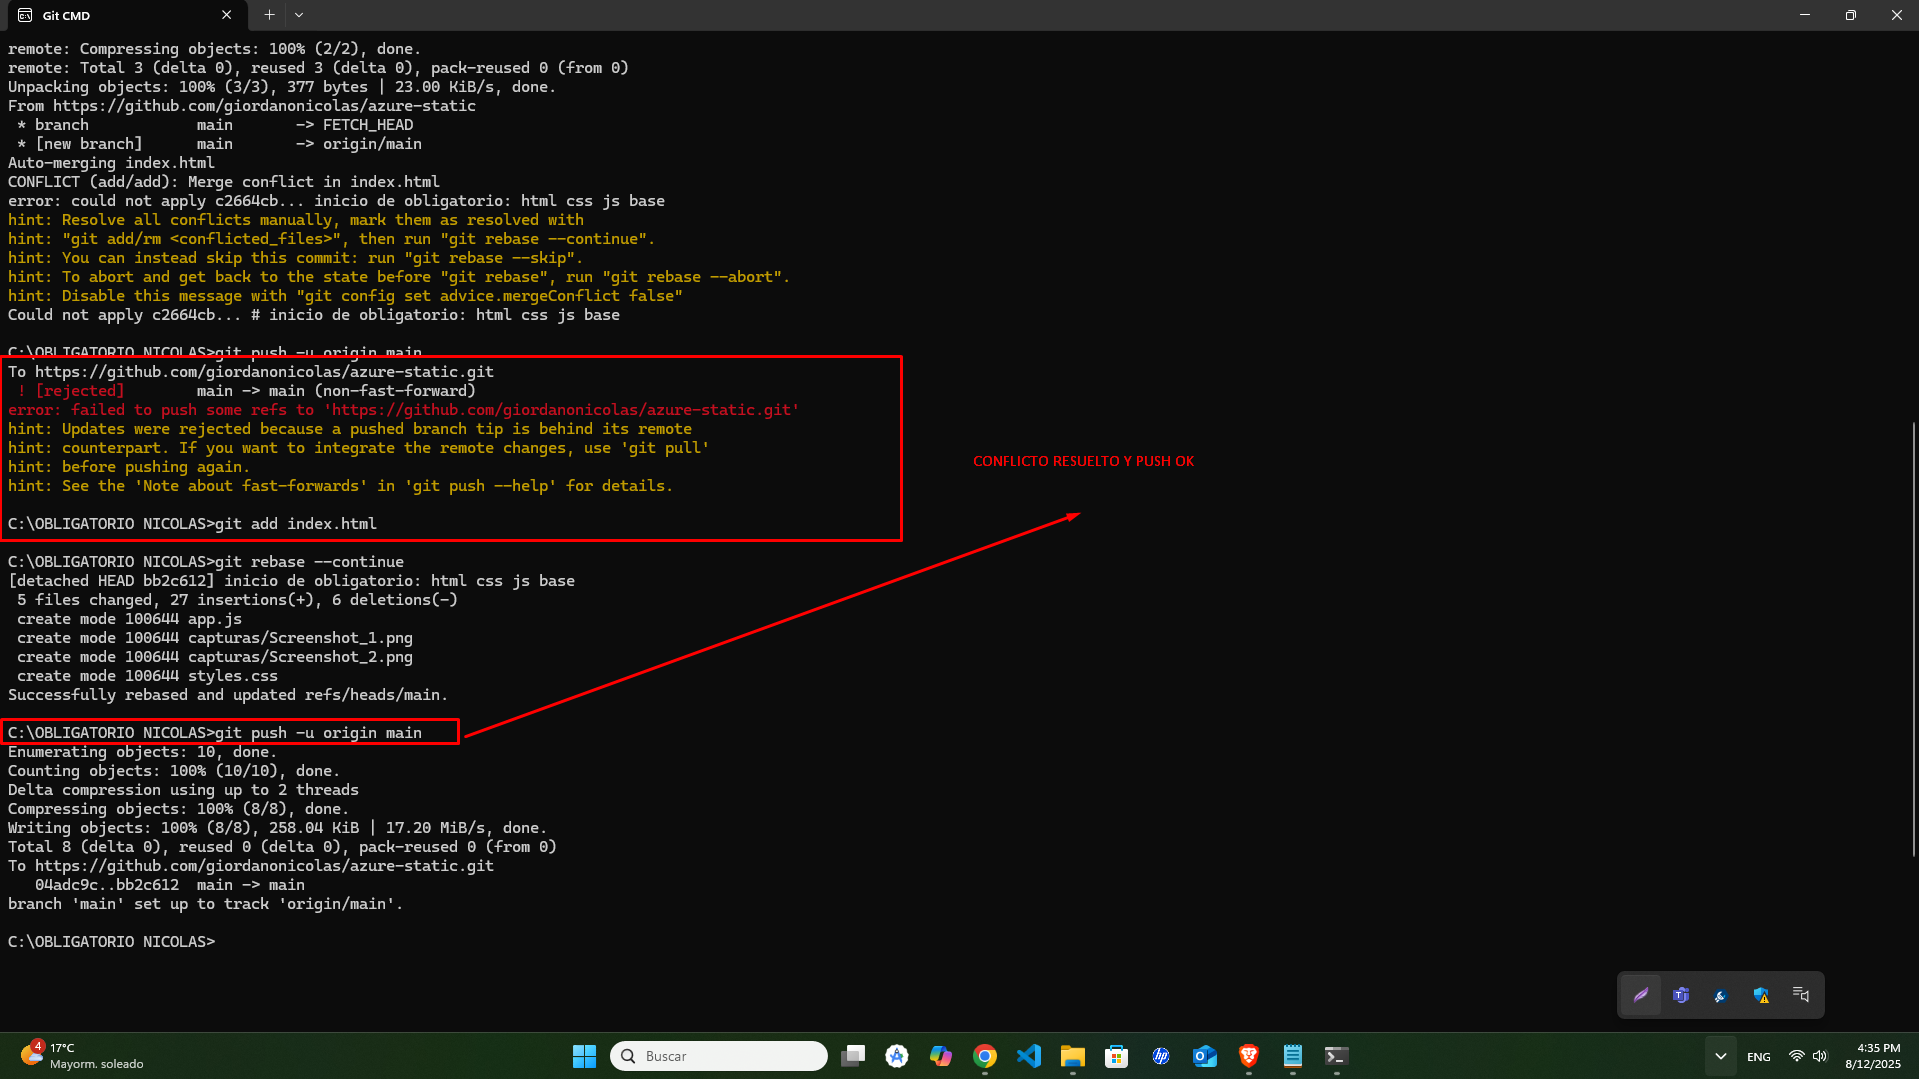 Git CMD
remote: Compressing objects: 100% (2/2), done.
remote: Total 3 (delta 0), reused 3 (delta 0), pack-reused 0 (from 0)
Unpacking objects: 100% (3/3), 377 bytes | 23.00 KiB/s, done.
From https://github.com/giordanonicolas/azure-static
 * branch            main       -> FETCH_HEAD
 * [new branch]      main       -> origin/main
Auto-merging index.html
CONFLICT (add/add): Merge conflict in index.html
error: could not apply c2664cb... inicio de obligatorio: html css js base
hint: Resolve all conflicts manually, mark them as resolved with
hint: "git add/rm <conflicted_files>", then run "git rebase --continue".
hint: You can instead skip this commit: run "git rebase --skip".
hint: To abort and get back to the state before "git rebase", run "git rebase --abort".
hint: Disable this message with "git config set advice.mergeConflict false"
Could not apply c2664cb... # inicio de obligatorio: html css js base
C:\OBLIGATORIO NICOLAS>git push -u origin main
To https://github.com/giordanonicolas/azure-static.git
 ! [rejected]        main -> main (non-fast-forward)
error: failed to push some refs to 'https://github.com/giordanonicolas/azure-static.git'
hint: Updates were rejected because a pushed branch tip is behind its remote
hint: counterpart. If you want to integrate the remote changes, use 'git pull'
hint: before pushing again.
hint: See the 'Note about fast-forwards' in 'git push --help' for details.
CONFLICTO RESUELTO Y PUSH OK
C:\OBLIGATORIO NICOLAS>git add index.html
C:\OBLIGATORIO NICOLAS>git rebase --continue
[detached HEAD bb2c612] inicio de obligatorio: html css js base
 5 files changed, 27 insertions(+), 6 deletions(-)
 create mode 100644 app.js
 create mode 100644 capturas/Screenshot_1.png
 create mode 100644 capturas/Screenshot_2.png
 create mode 100644 styles.css
Successfully rebased and updated refs/heads/main.
C:\OBLIGATORIO NICOLAS>git push -u origin main
Enumerating objects: 10, done.
Counting objects: 100% (10/10), done.
Delta compression using up to 2 threads
Compressing objects: 100% (8/8), done.
Writing objects: 100% (8/8), 258.04 KiB | 17.20 MiB/s, done.
Total 8 (delta 0), reused 0 (delta 0), pack-reused 0 (from 0)
To https://github.com/giordanonicolas/azure-static.git
   04adc9c..bb2c612  main -> main
branch 'main' set up to track 'origin/main'.
C:\OBLIGATORIO NICOLAS>
4
17°C
Mayorm. soleado
Buscar
hp
ENG
4:35 PM
8/12/2025